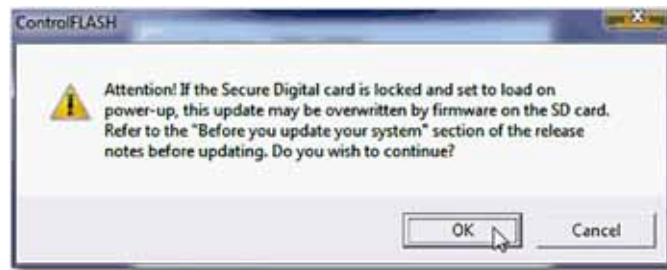 ControlFLASH
Attention! If the Secure Digital card is locked and set to load on
power-up, this update may be overwritten by firmware on the SD card.
Refer to the "Before you update your system" section of the release
notes before updating. Do you wish to continue?
OK
Cancel